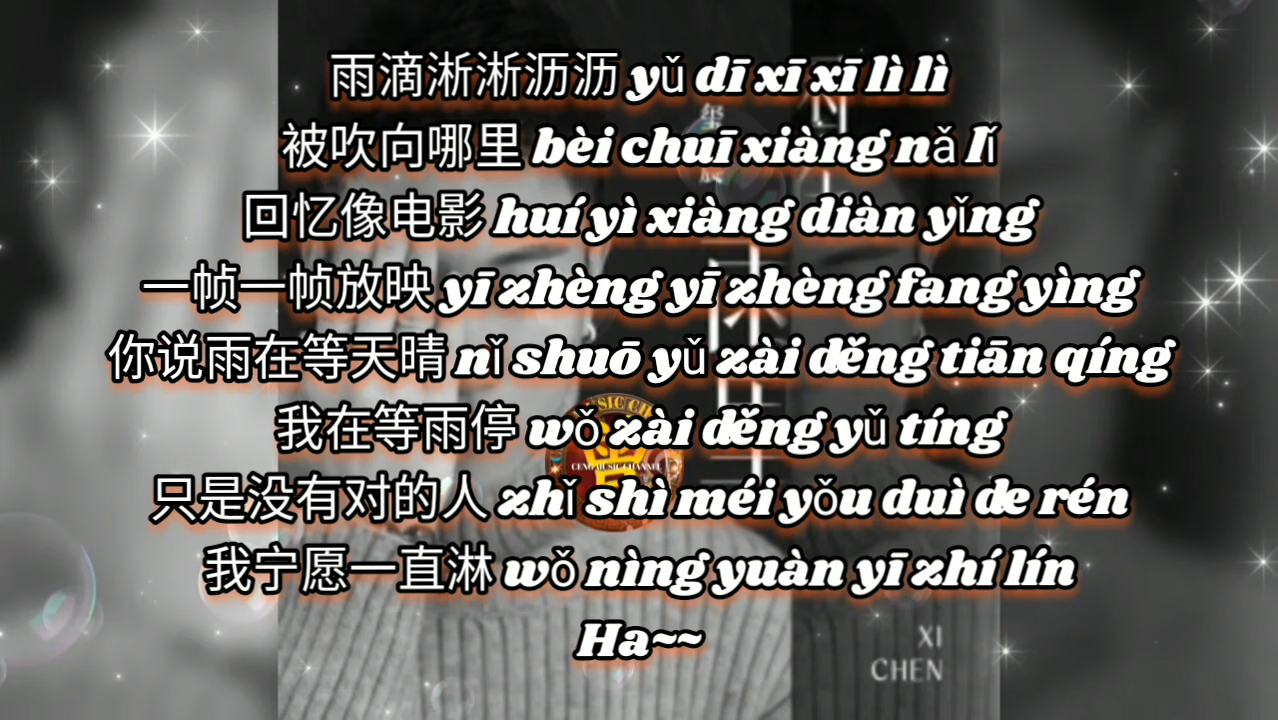 雨滴淅淅沥沥 yǔ dī xī xī lì lì
被吹向哪里 bèi chuī xiàng nǎ lǐ
回忆像电影 huí yì xiàng diàn yǐng
一帧一帧放映 yī zhèng yī zhèng fang yìng
你说雨在等天晴 nǐ shuō yǔ zài děng tiān qíng
我在等雨停 wǒ zài děng yǔ tíng
CENG MUSIC CHANNEL
只是没有对的人 zhǐ shì méi yǒu duì de rén
我宁愿一直淋 wǒ nìng yuàn yī zhí lín
Ha~~
XI
CHEN